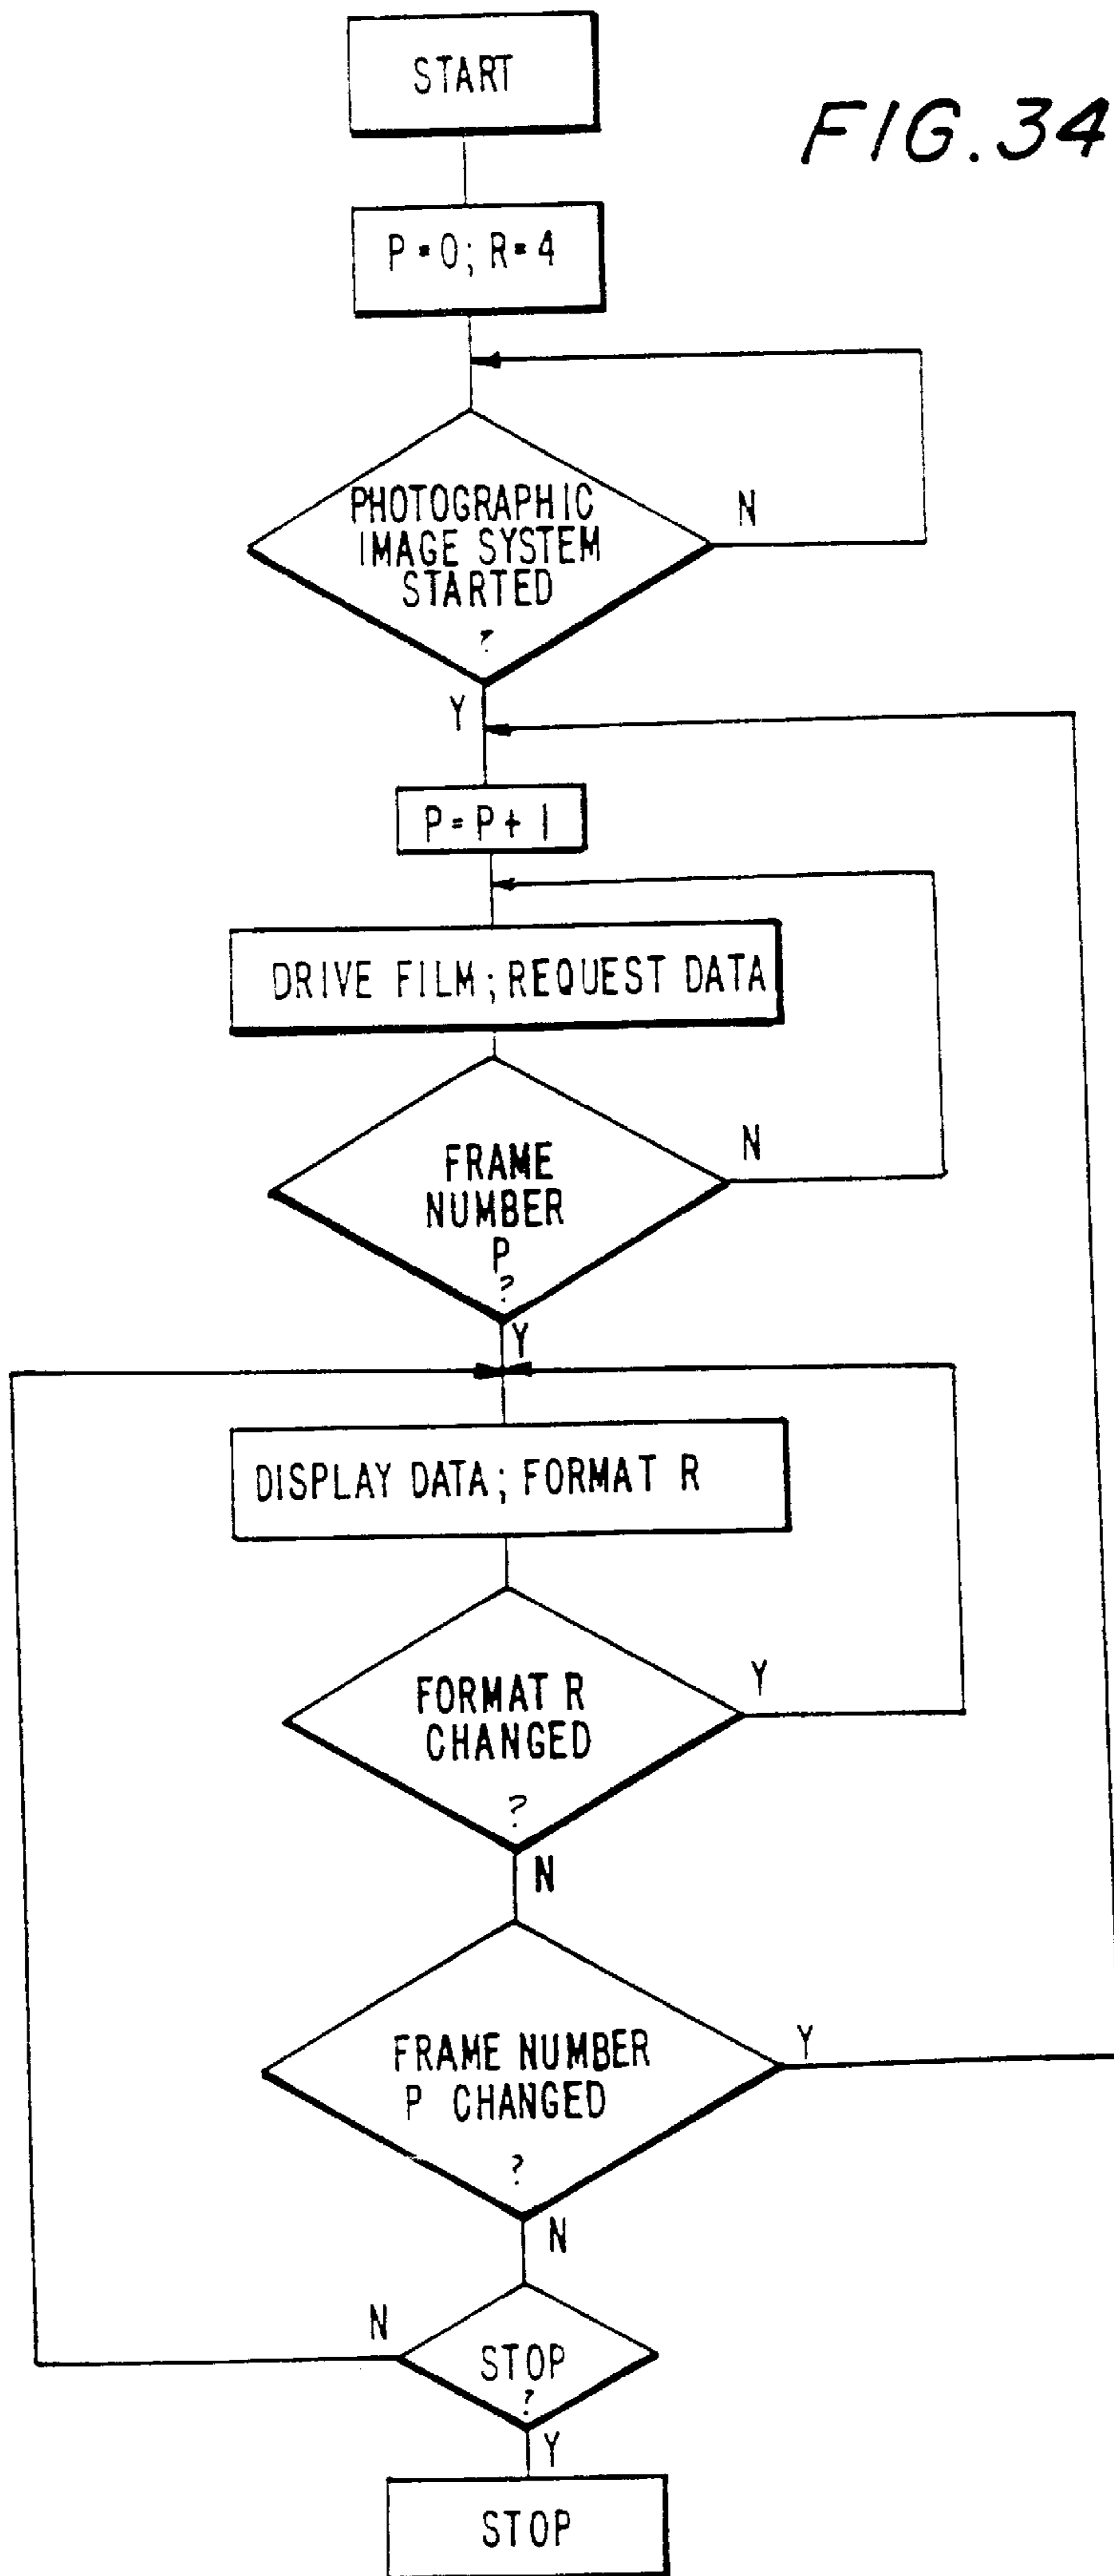 START
FIG.34
P=0; R=4
PHOTOGRAPHIC
IMAGE SYSTEM
STARTED
?
N
Y
P=P+1
DRIVE FILM; REQUEST DATA
FRAME
NUMBER
P
?
N
Y
DISPLAY DATA; FORMAT R
FORMAT R
CHANGED
?
Y
N
FRAME NUMBER
P CHANGED
?
Y
N
STOP
?
N
Y
STOP